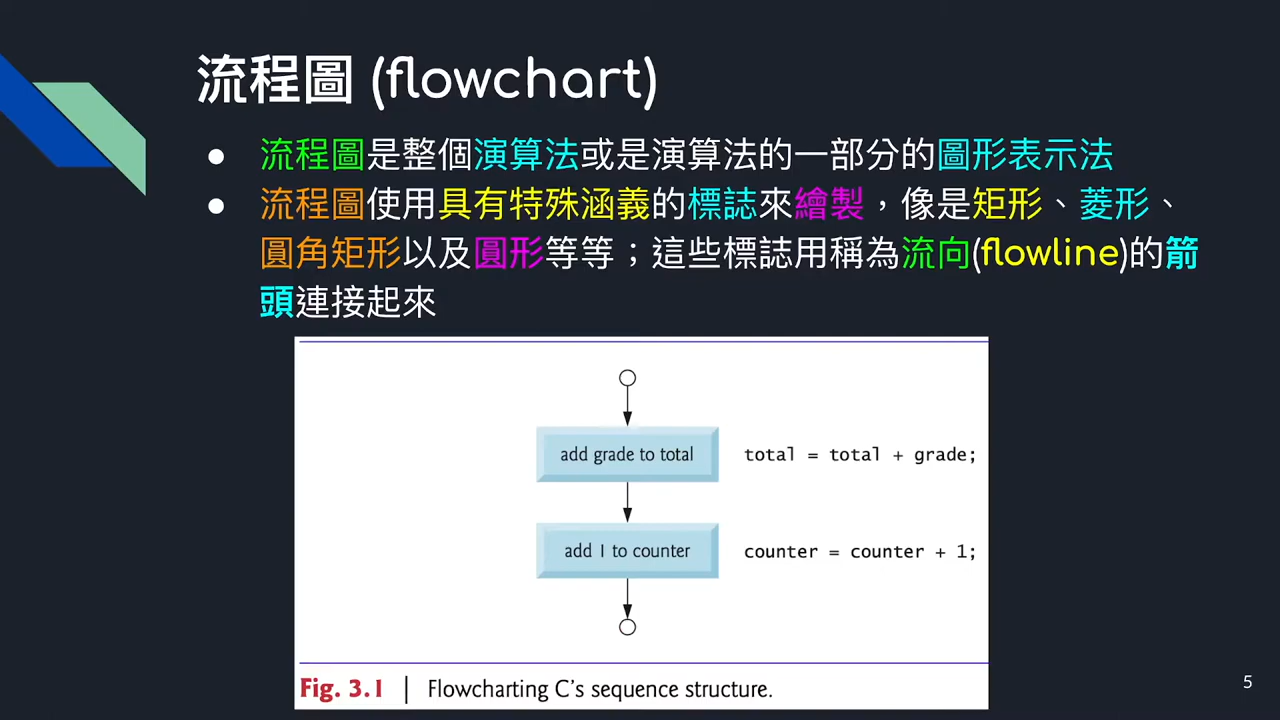 流程圖 (flowchart)
● 流程圖是整個演算法或是演算法的一部分的圖形表示法
● 流程圖使用具有特殊涵義的標誌來繪製，像是矩形、菱形、
圓角矩形以及圓形等等；這些標誌用稱為流向(flowline)的箭
頭連接起來
add grade to total
total = total + grade;
add 1 to counter
counter = counter + 1;
Fig. 3.1 | Flowcharting C's sequence structure.
5